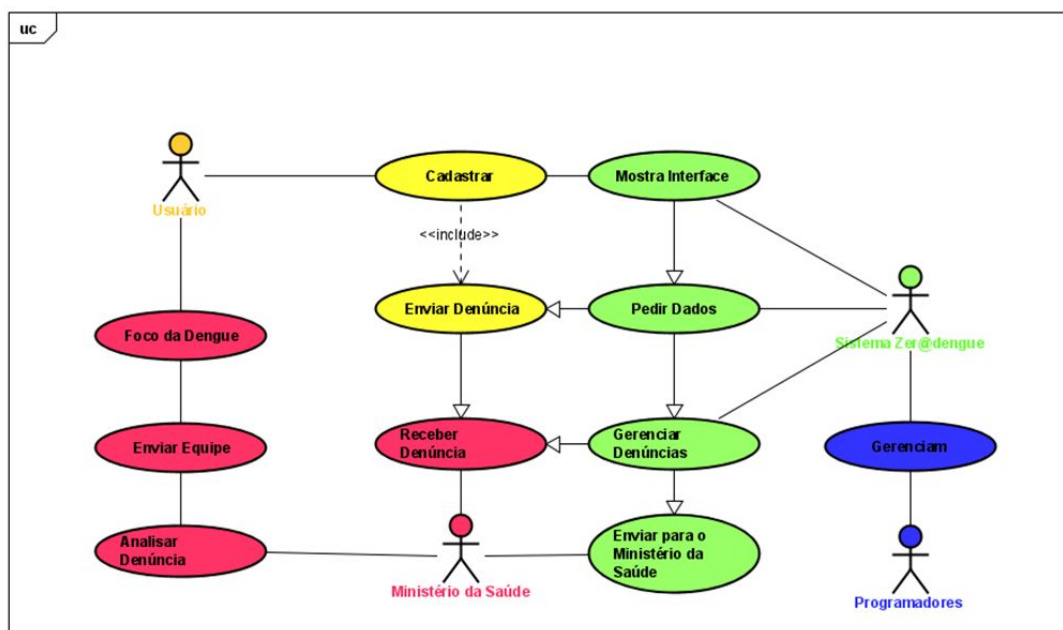 uc
Cadastrar
Mostra Interface
Usuário
<<include>>
Enviar Denúncia
Pedir Dados
Foco da Dengue
Sistema Zer@dengue
Enviar Equipe
Receber
Denúncia
Gerenciar
Denúncias
Gerenciam
Analisar
Denúncia
Enviar para o
Ministério da
Saúde
Ministério da Saúde
Programadores